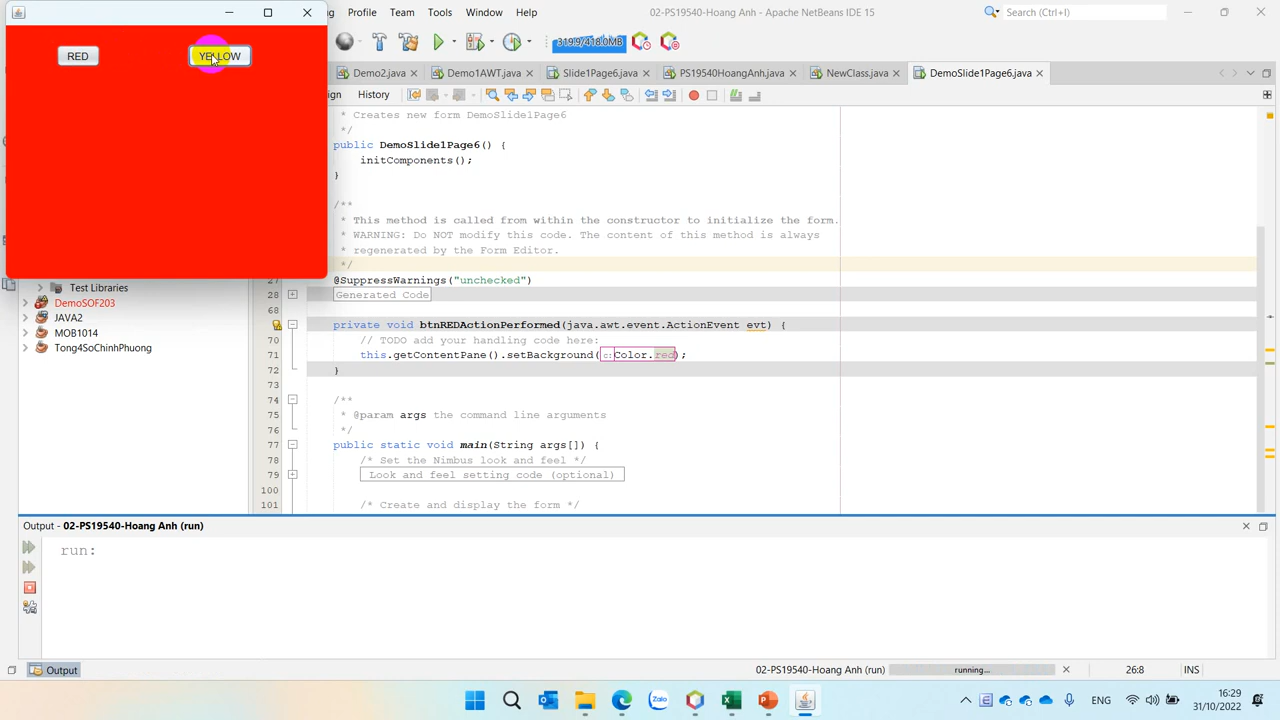 Profile Team Tools Window Help
02-PS19540-Hoang Anh - Apache NetBeans IDE 15
Search (Ctrl+I)
RED
YELLOW
319.9/418.0MB
Demo2.java
Demo1AWT.java
Slide1Page6.java
PS19540HoangAnh.java
NewClass.java
DemoSlide1Page6.java
History
* Creates new form DemoSlide1Page6
*/
public DemoSlide1Page6() {
initComponents();
}
/**
* This method is called from within the constructor to initialize the form.
* WARNING: Do NOT modify this code. The content of this method is always
* regenerated by the Form Editor.
*/
27 @SuppressWarnings("unchecked")
28 Generated Code
68
private void btnREDActionPerformed(java.awt.event.ActionEvent evt) {
70 // TODO add your handling code here:
71 this.getContentPane().setBackground(c:Color.red);
72 }
73
74 /**
75 * @param args the command line arguments
76 */
77 public static void main(String args[]) {
78 /* Set the Nimbus look and feel */
79 Look and feel setting code (optional)
100
101 /* Create and display the form */
Test Libraries
DemoSOF203
JAVA2
MOB1014
Tong4SoChinhPhuong
Output - 02-PS19540-Hoang Anh (run)
run:
Output
02-PS19540-Hoang Anh (run)
running...
26:8
INS
ENG
16:29
31/10/2022